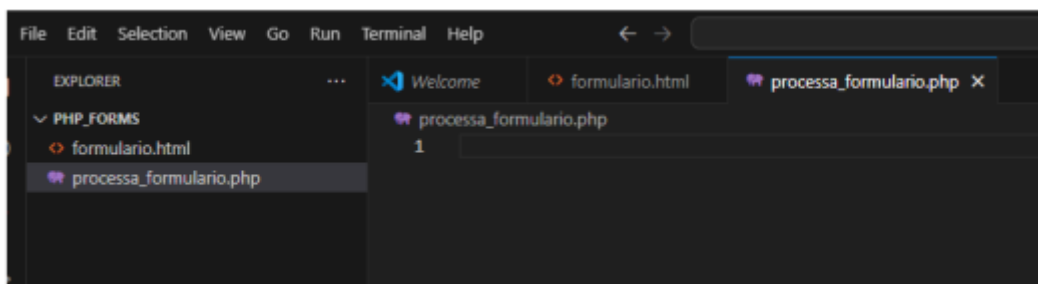 File Edit Selection View Go Run Terminal Help
EXPLORER
Welcome formulario.html processa_formulario.php
PHP_FORMS
processa_formulario.php
formulario.html
1
processa_formulario.php